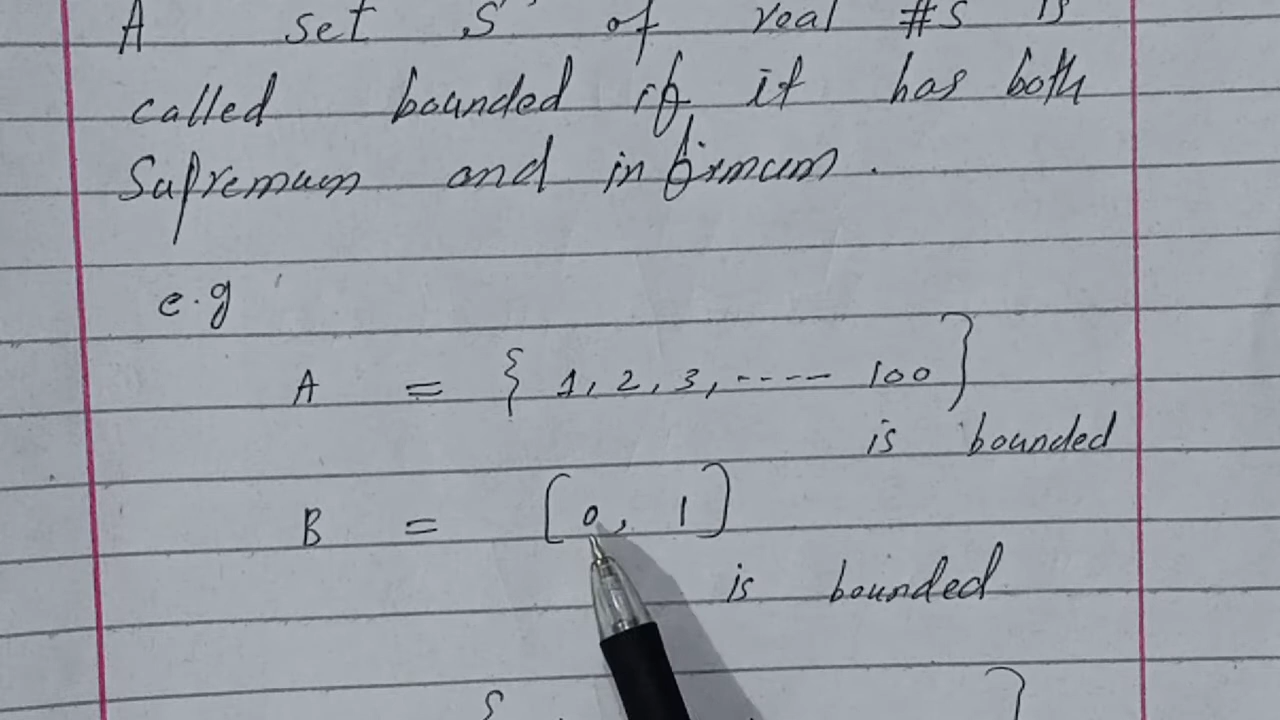 A set S of real #s is
called bounded if it has both
Supremum and infimum.
e.g
A = { 1, 2, 3, ---- 100 }
is bounded
B = [0, 1]
is bounded